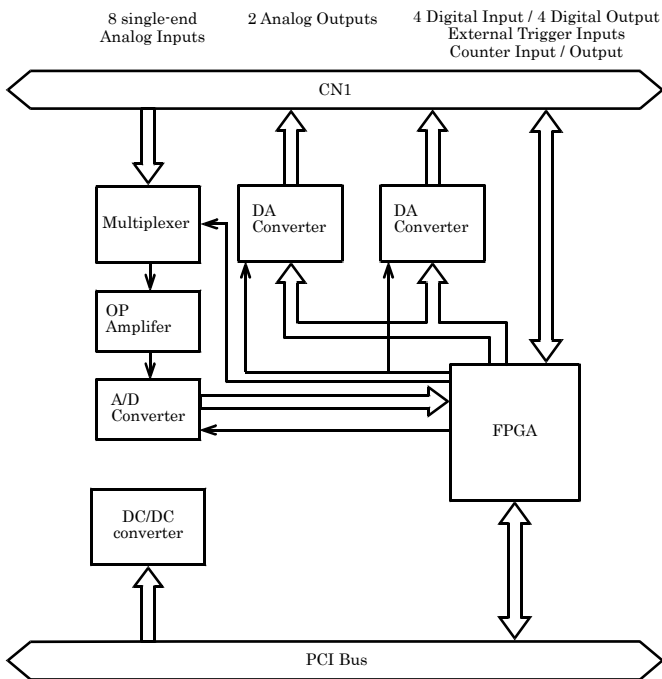 8 single-end
Analog Inputs
2 Analog Outputs
4 Digital Input / 4 Digital Output
External Trigger Inputs
Counter Input / Output
CN1
Multiplexer
DA
Converter
DA
Converter
OP
Amplifer
A/D
Converter
FPGA
DC/DC
converter
PCI Bus